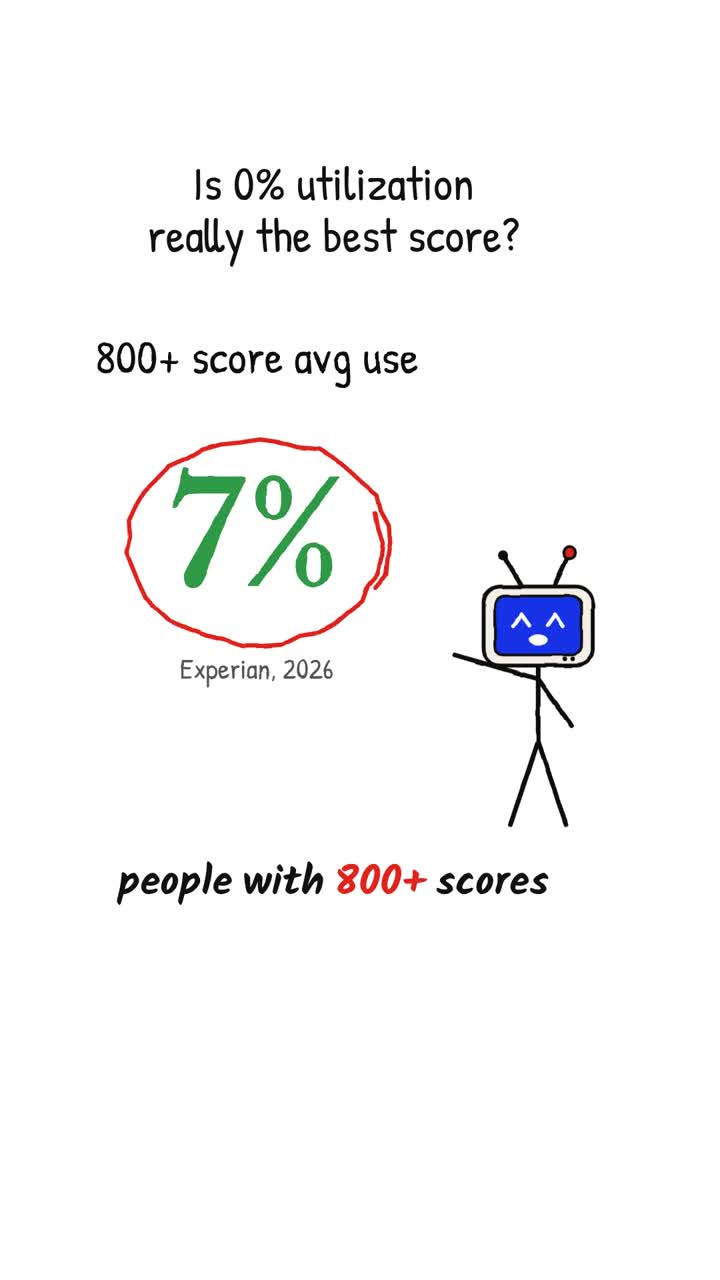 Is 0% utilization
really the best score?
800+ score avg use
7%
Experian, 2026
people with 800+ scores